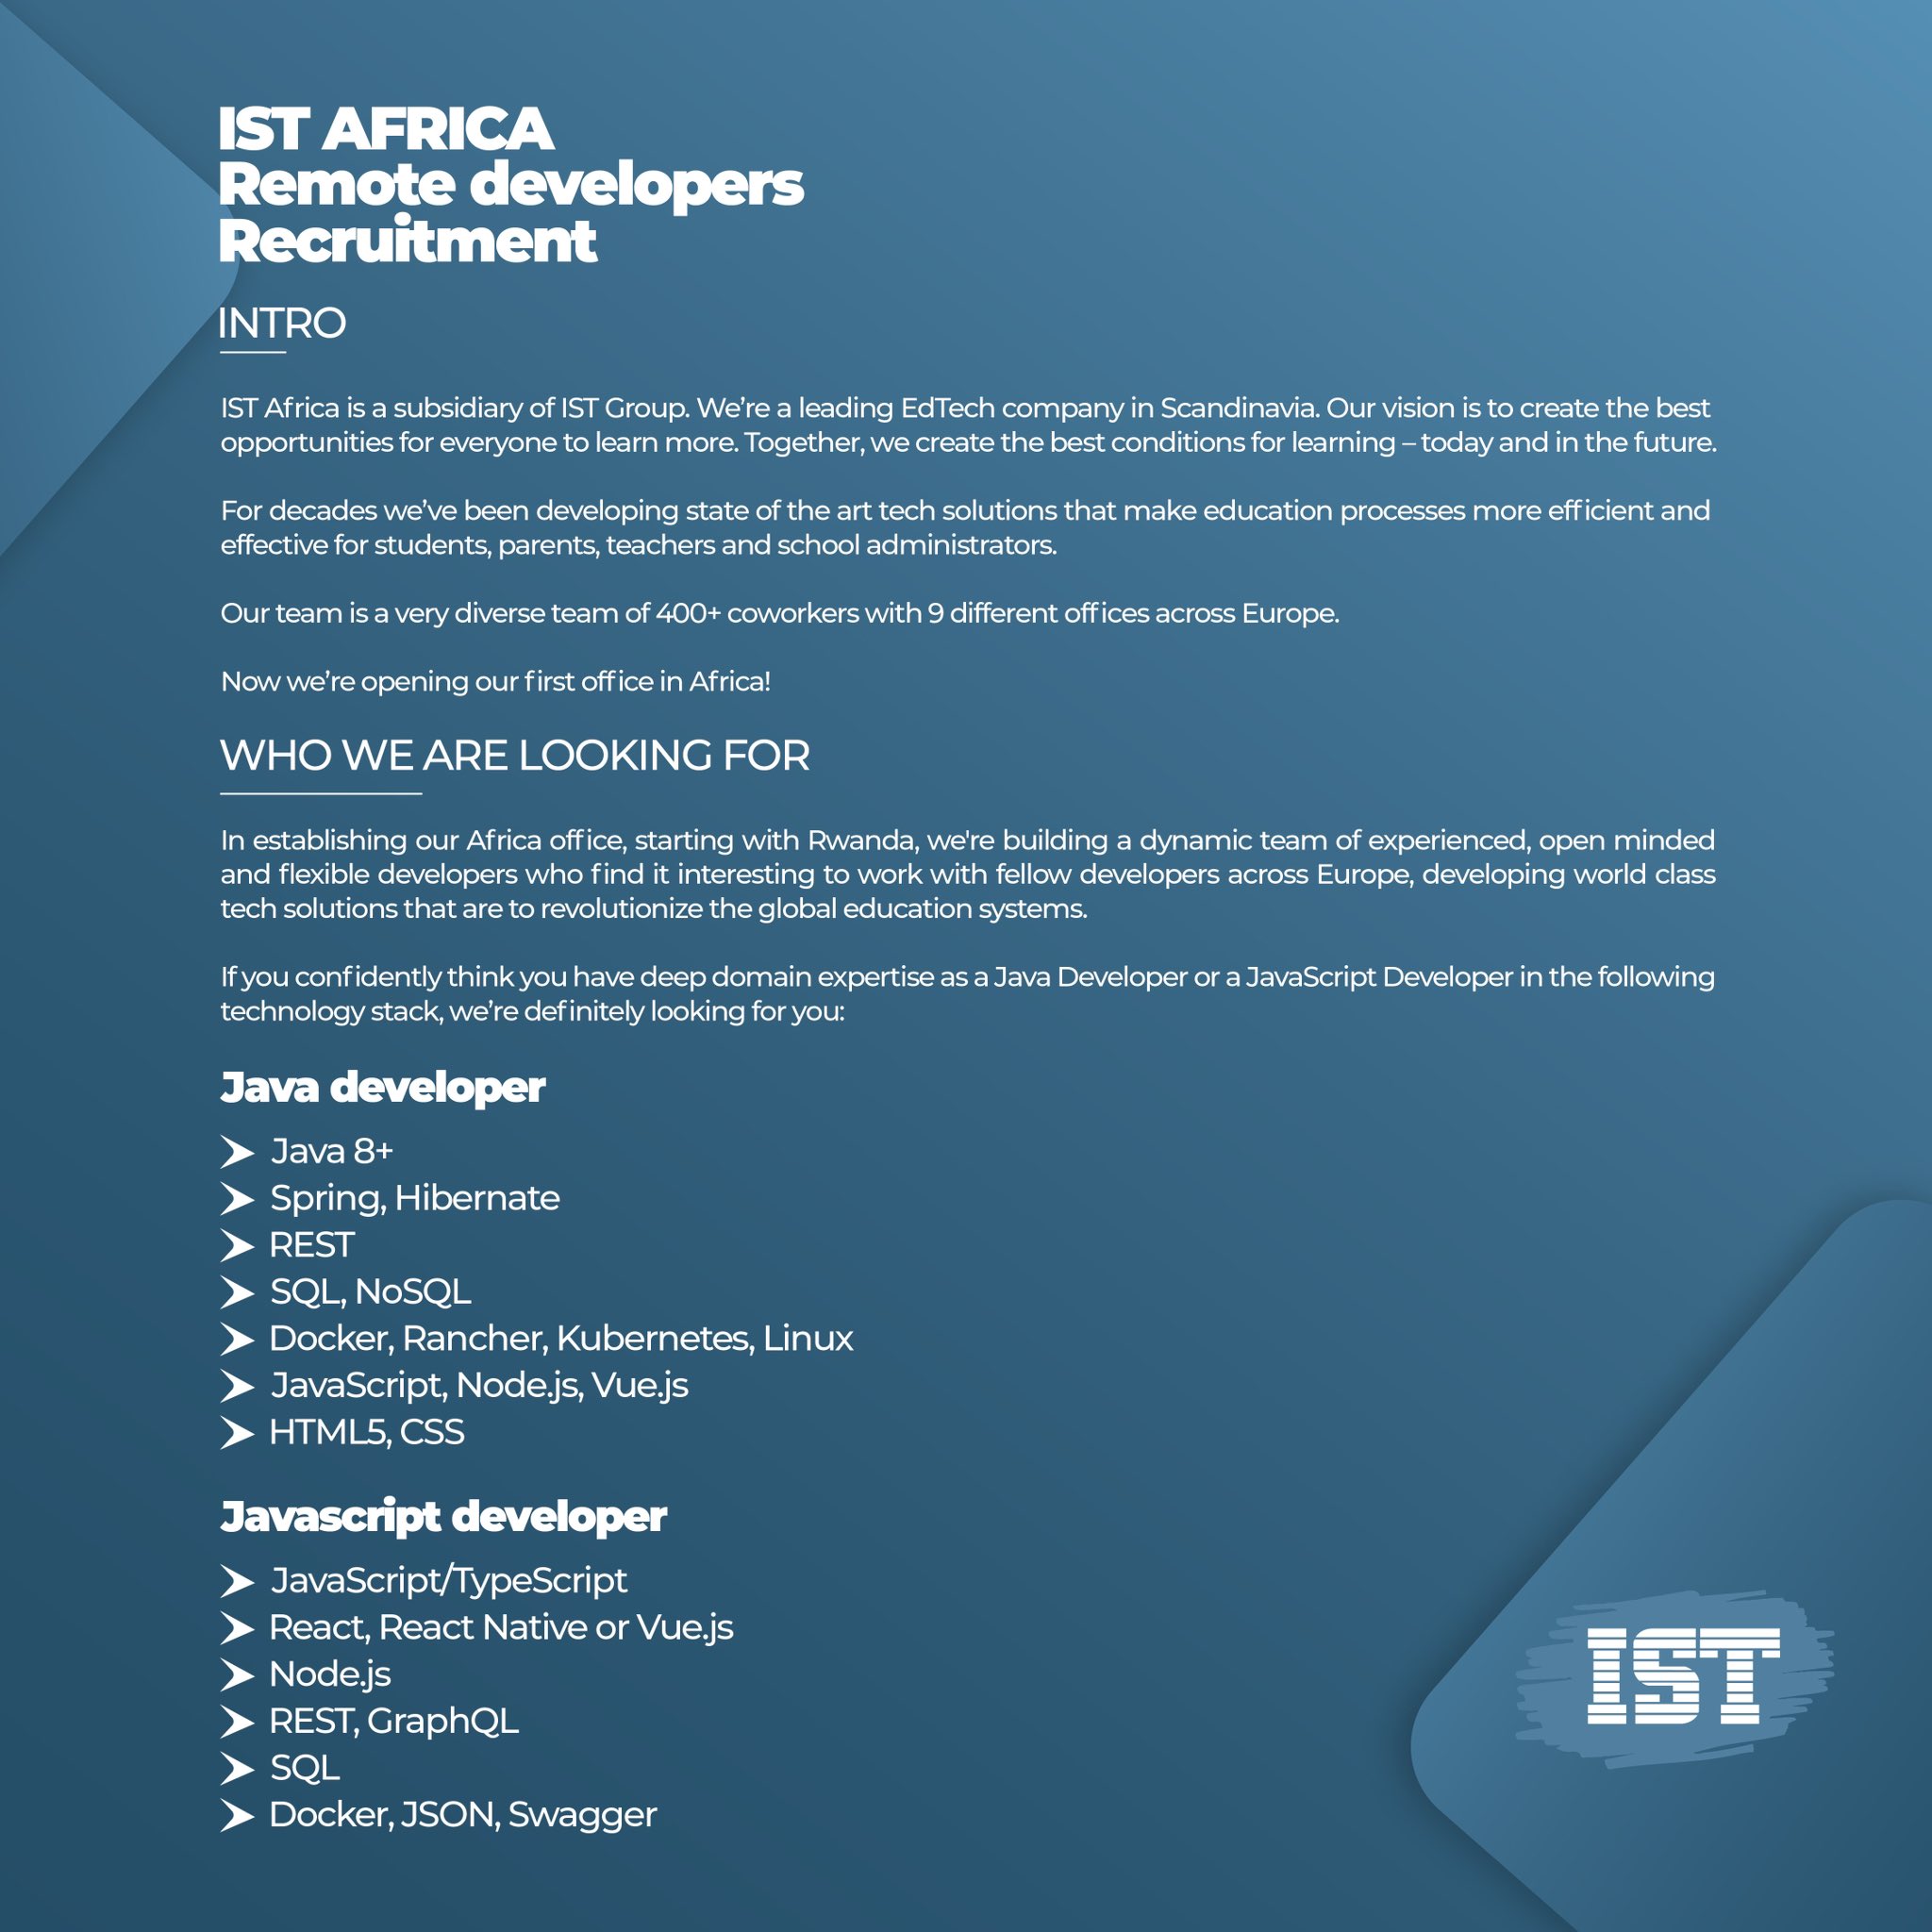 IST AFRICA
Remote developers
Recruitment
INTRO
IST Africa is a subsidiary of IST Group. We’re a leading EdTech company in Scandinavia. Our vision is to create the best
opportunities for everyone to learn more. Together, we create the best conditions for learning – today and in the future.
For decades we’ve been developing state of the art tech solutions that make education processes more efficient and
effective for students, parents, teachers and school administrators.
Our team is a very diverse team of 400+ coworkers with 9 different offices across Europe.
Now we’re opening our first office in Africa!
WHO WE ARE LOOKING FOR
In establishing our Africa office, starting with Rwanda, we're building a dynamic team of experienced, open minded
and flexible developers who find it interesting to work with fellow developers across Europe, developing world class
tech solutions that are to revolutionize the global education systems.
If you confidently think you have deep domain expertise as a Java Developer or a JavaScript Developer in the following
technology stack, we’re definitely looking for you:
Java developer
Java 8+
Spring, Hibernate
REST
SQL, NoSQL
Docker, Rancher, Kubernetes, Linux
JavaScript, Node.js, Vue.js
HTML5, CSS
Javascript developer
JavaScript/TypeScript
React, React Native or Vue.js
Node.js
REST, GraphQL
SQL
Docker, JSON, Swagger
IST